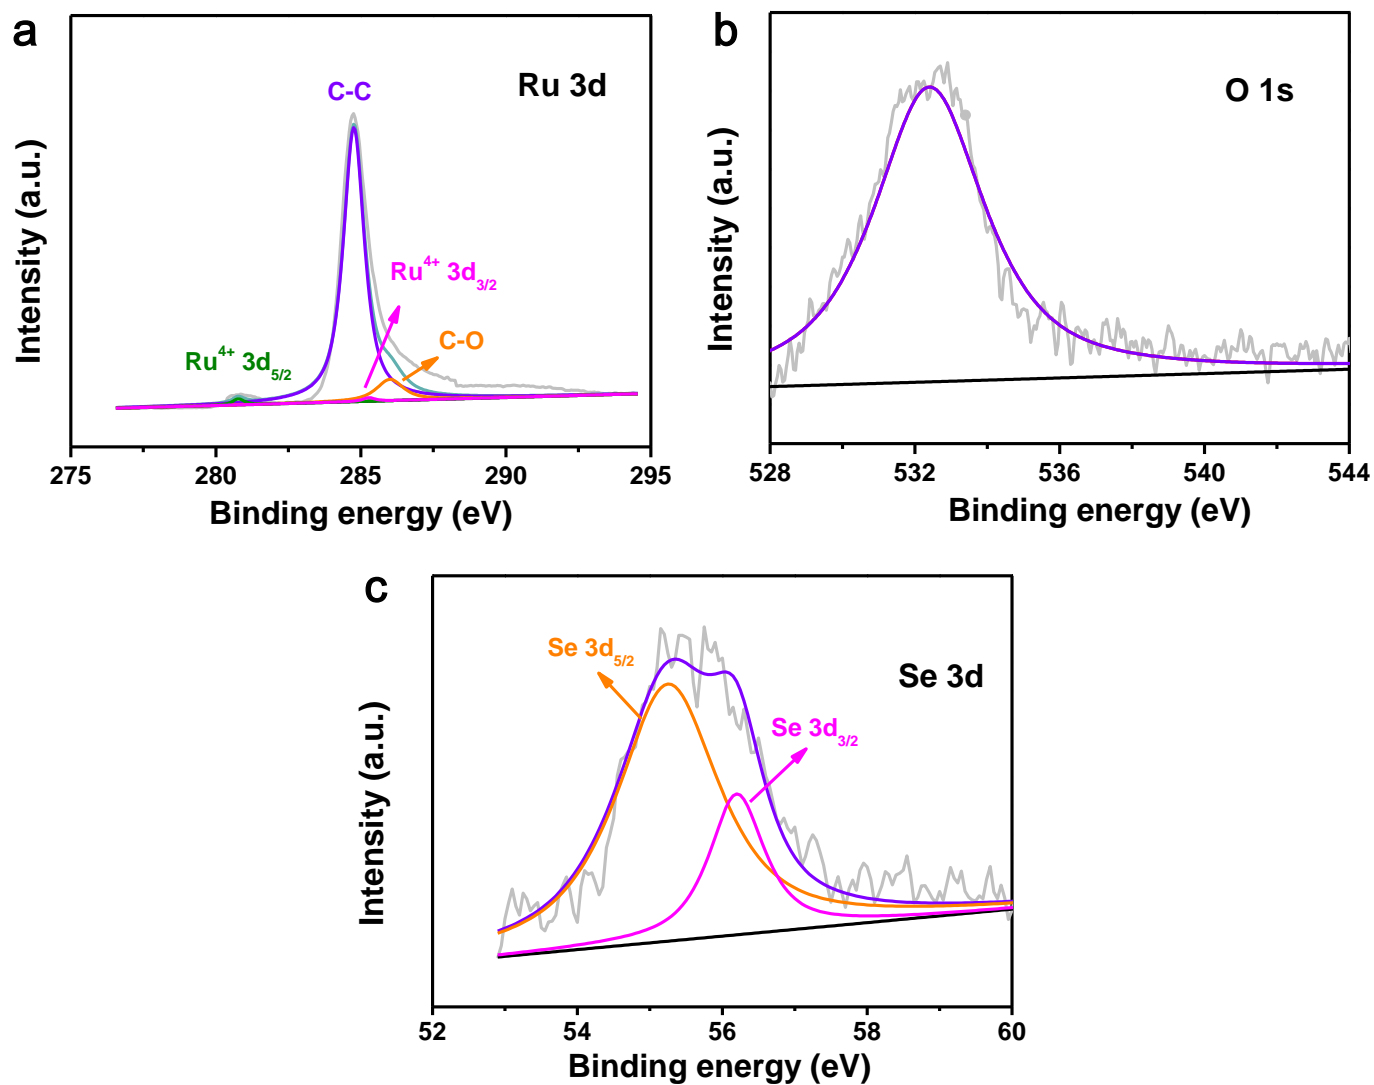 a
Ru 3d
C-C
Ru4+ 3d3/2
C-O
Ru4+ 3d5/2
Intensity (a.u.)
275 280 285 290 295
Binding energy (eV)
b
O 1s
Intensity (a.u.)
528 532 536 540 544
Binding energy (eV)
c
Se 3d5/2
Se 3d
Se 3d3/2
Intensity (a.u.)
52 54 56 58 60
Binding energy (eV)